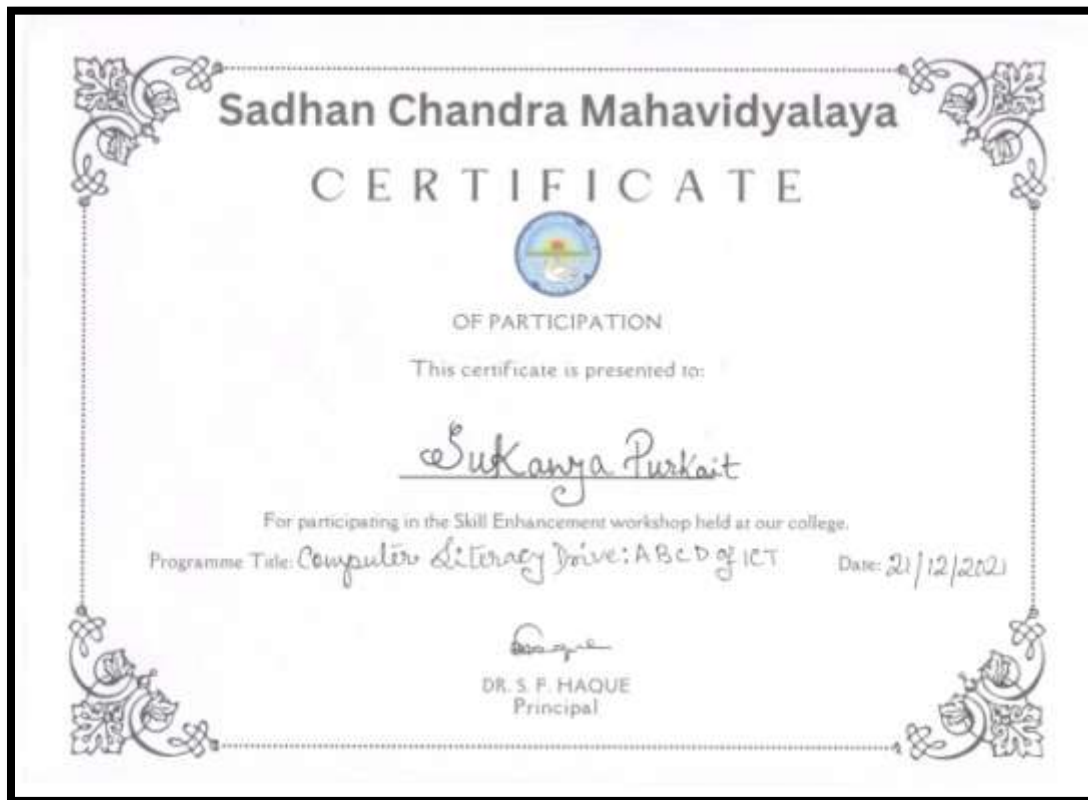 Sadhan Chandra Mahavidyalaya
CERTIFICATE
OF PARTICIPATION
This certificate is presented to:
Sukanya Purkait
For participating in the Skill Enhancement workshop held at our college.
Programme Title: Computer Literacy Drive: ABCD of ICT Date: 21/12/2021
Haque
DR. S. F. HAQUE
Principal